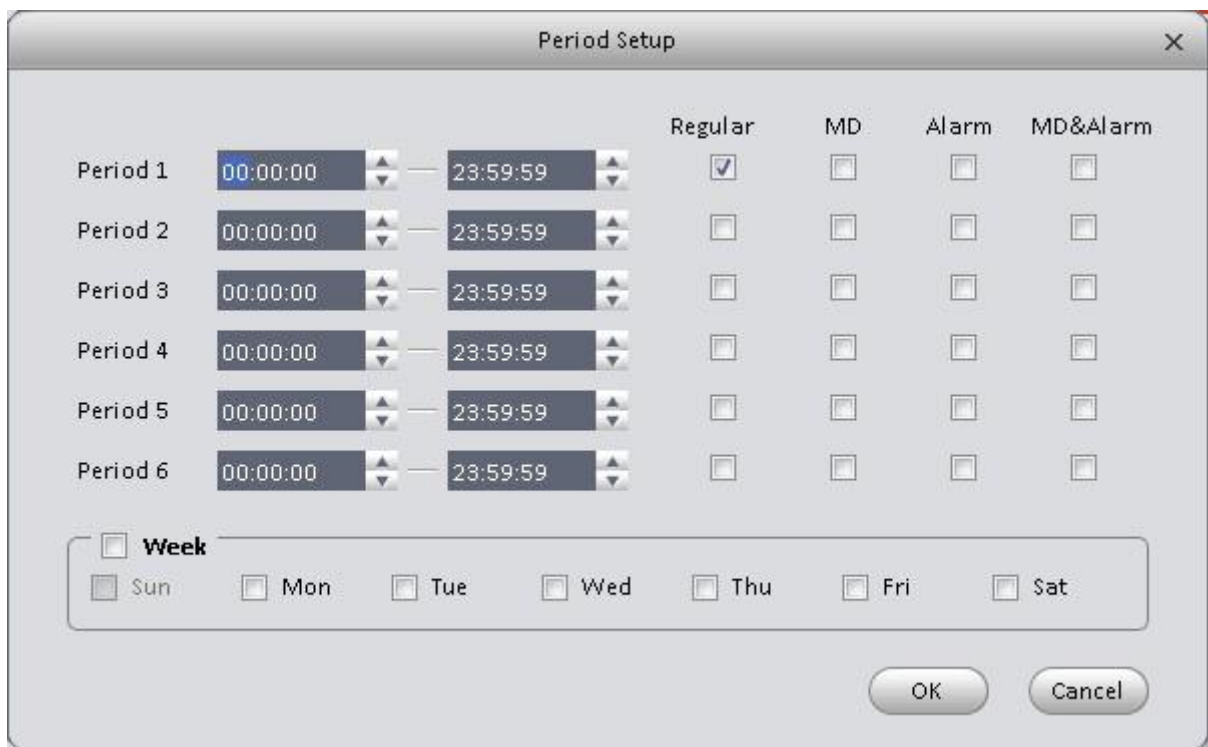 Period Setup
Regular MD Alarm MD&Alarm
Period 1 00:00:00 — 23:59:59
Period 2 00:00:00 — 23:59:59
Period 3 00:00:00 — 23:59:59
Period 4 00:00:00 — 23:59:59
Period 5 00:00:00 — 23:59:59
Period 6 00:00:00 — 23:59:59
Week
Sun Mon Tue Wed Thu Fri Sat
OK Cancel